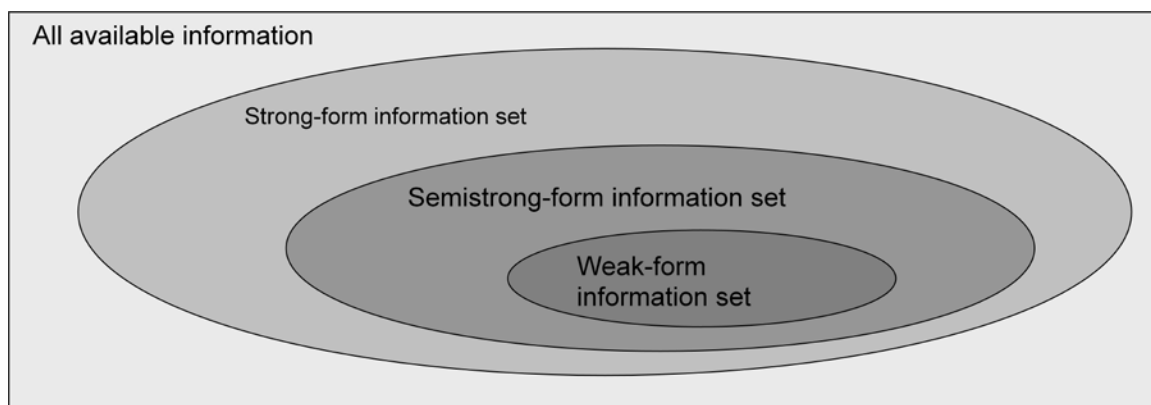 All available information
Strong-form information set
Semistrong-form information set
Weak-form
information set